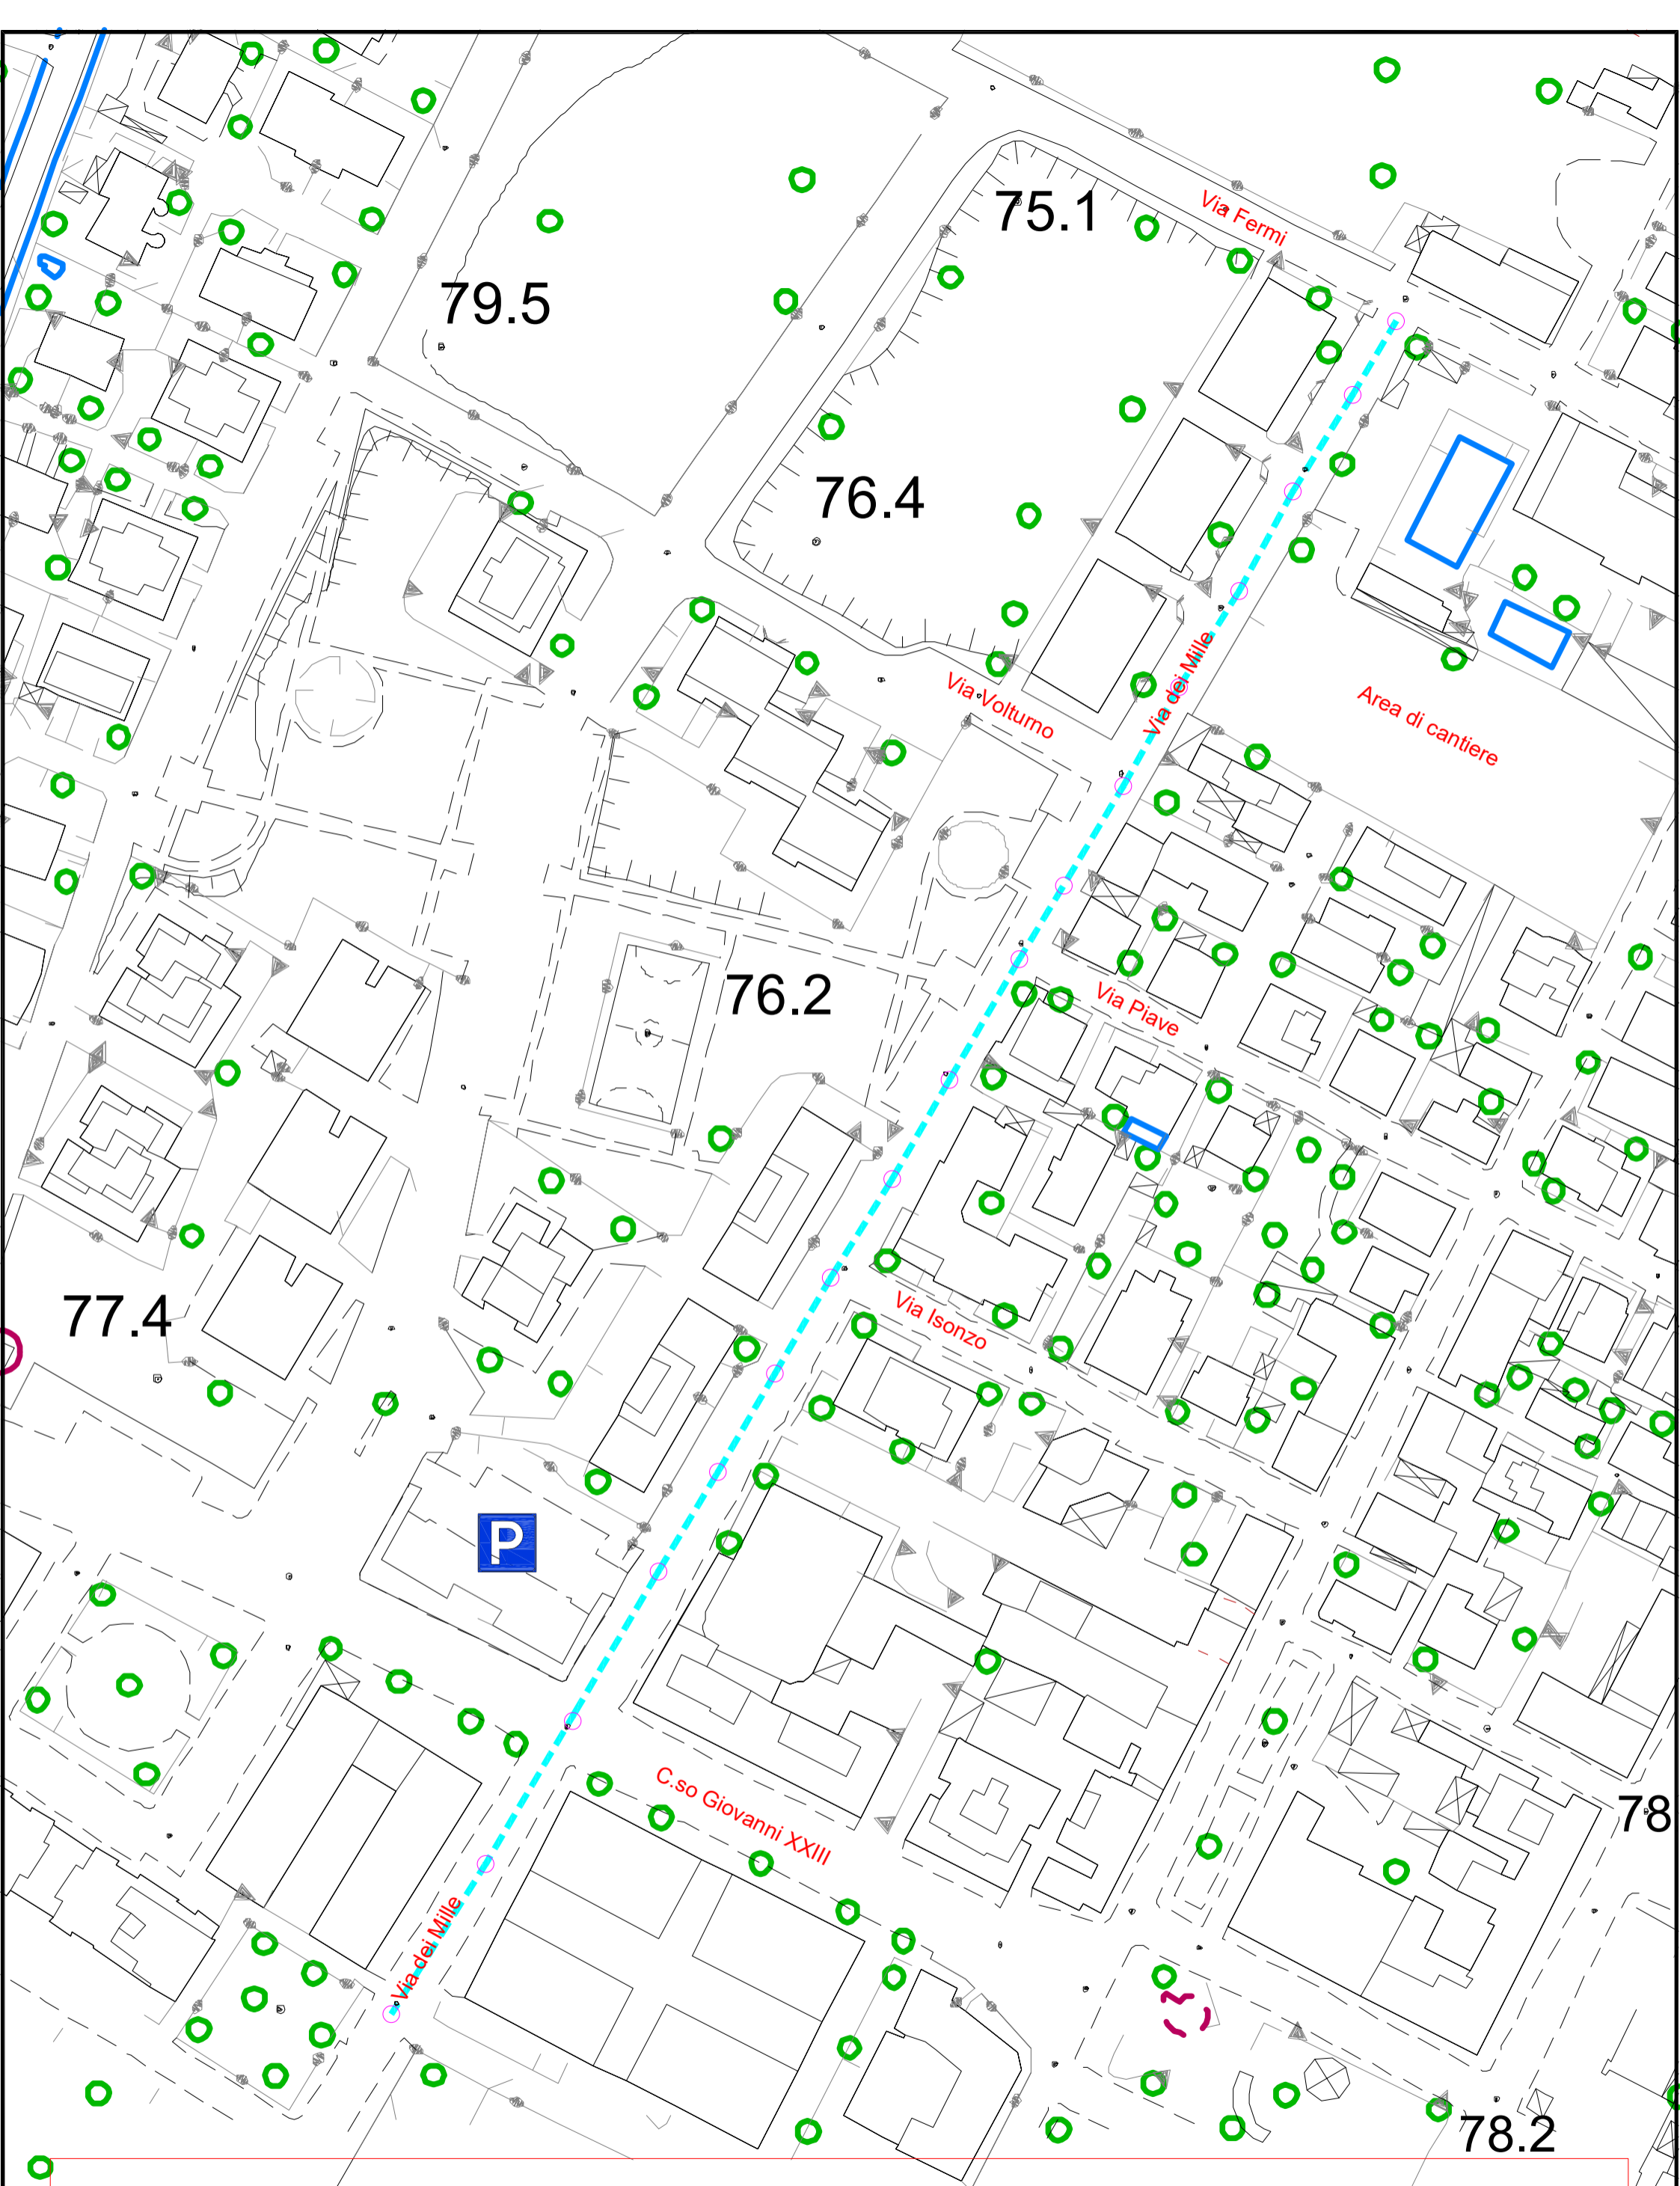 75.1
Via Fermi
79.5
76.4
Via Volturno
Via dei Mille
Area di cantiere
76.2
Via Piave
77.4
Via Isonzo
P
C.so Giovanni XXIII
78
Via dei Mille
78.2